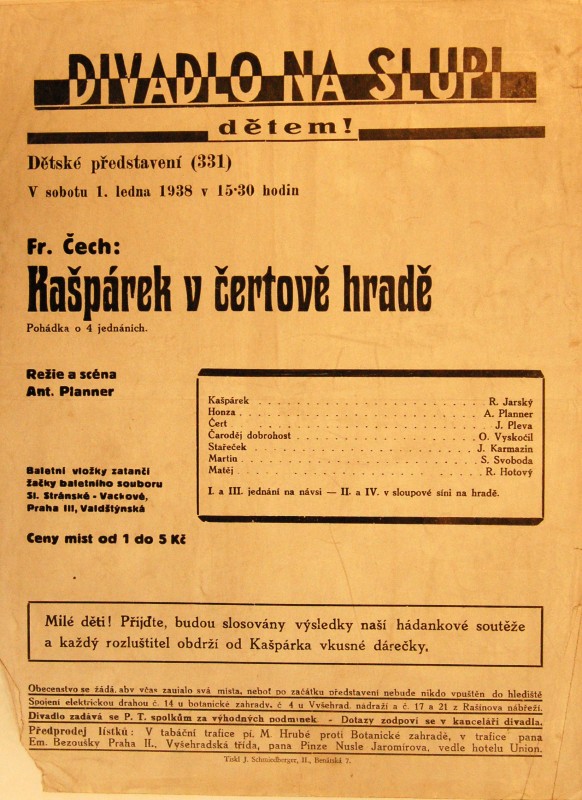 DIVADLO NA SLUPI
dětem!
Dětské představení (331)
V sobotu 1. ledna 1938 v 15·30 hodin
Fr. Čech:
Kašpárek v čertově hradě
Pohádka o 4 jednáních.
Režie a scéna
Ant. Planner
Kašpárek . . . . . . . . . . . . . . . . . . . . R. Jarský
Honza . . . . . . . . . . . . . . . . . . . . A. Planner
Čert . . . . . . . . . . . . . . . . . . . . J. Pleva
Čaroděj dobrohost . . . . . . . . . . . . . . . . . . . . O. Vyskočil
Stařeček . . . . . . . . . . . . . . . . . . . . J. Karmazin
Martin . . . . . . . . . . . . . . . . . . . . S. Svoboda
Matěj . . . . . . . . . . . . . . . . . . . . R. Hotový
I. a III. jednání na návsi — II. a IV. v sloupové síni na hradě.
Baletní vložky zatančí
žačky baletního souboru
Sl. Stránské - Vackové,
Praha III, Valdštýnská
Ceny míst od 1 do 5 Kč
Milé děti! Přijďte, budou slosovány výsledky naší hádankové soutěže
a každý rozluštitel obdrží od Kašpárka vkusné dárečky.
Obecenstvo se žádá, aby včas zaujalo svá místa, neboť po začátku představení nebude nikdo vpuštěn do hlediště
Spojení elektrickou drahou č. 14 u botanické zahrady, č. 4 u Vyšehrad. nádraží a č. 17 a 21 z Rašínova nábřeží.
Divadlo zadává se P. T. spolkům za výhodných podmínek - Dotazy zodpoví se v kanceláři divadla.
Předprodej lístků: V tabáční trafice pí. M. Hrubé proti Botanické zahradě, v trafice pana
Em. Bezoušky Praha II., Vyšehradská třída, pana Pinze Nusle Jaromírova, vedle hotelu Union.
Tiskl J. Schmiedberger, II., Benátská 7.